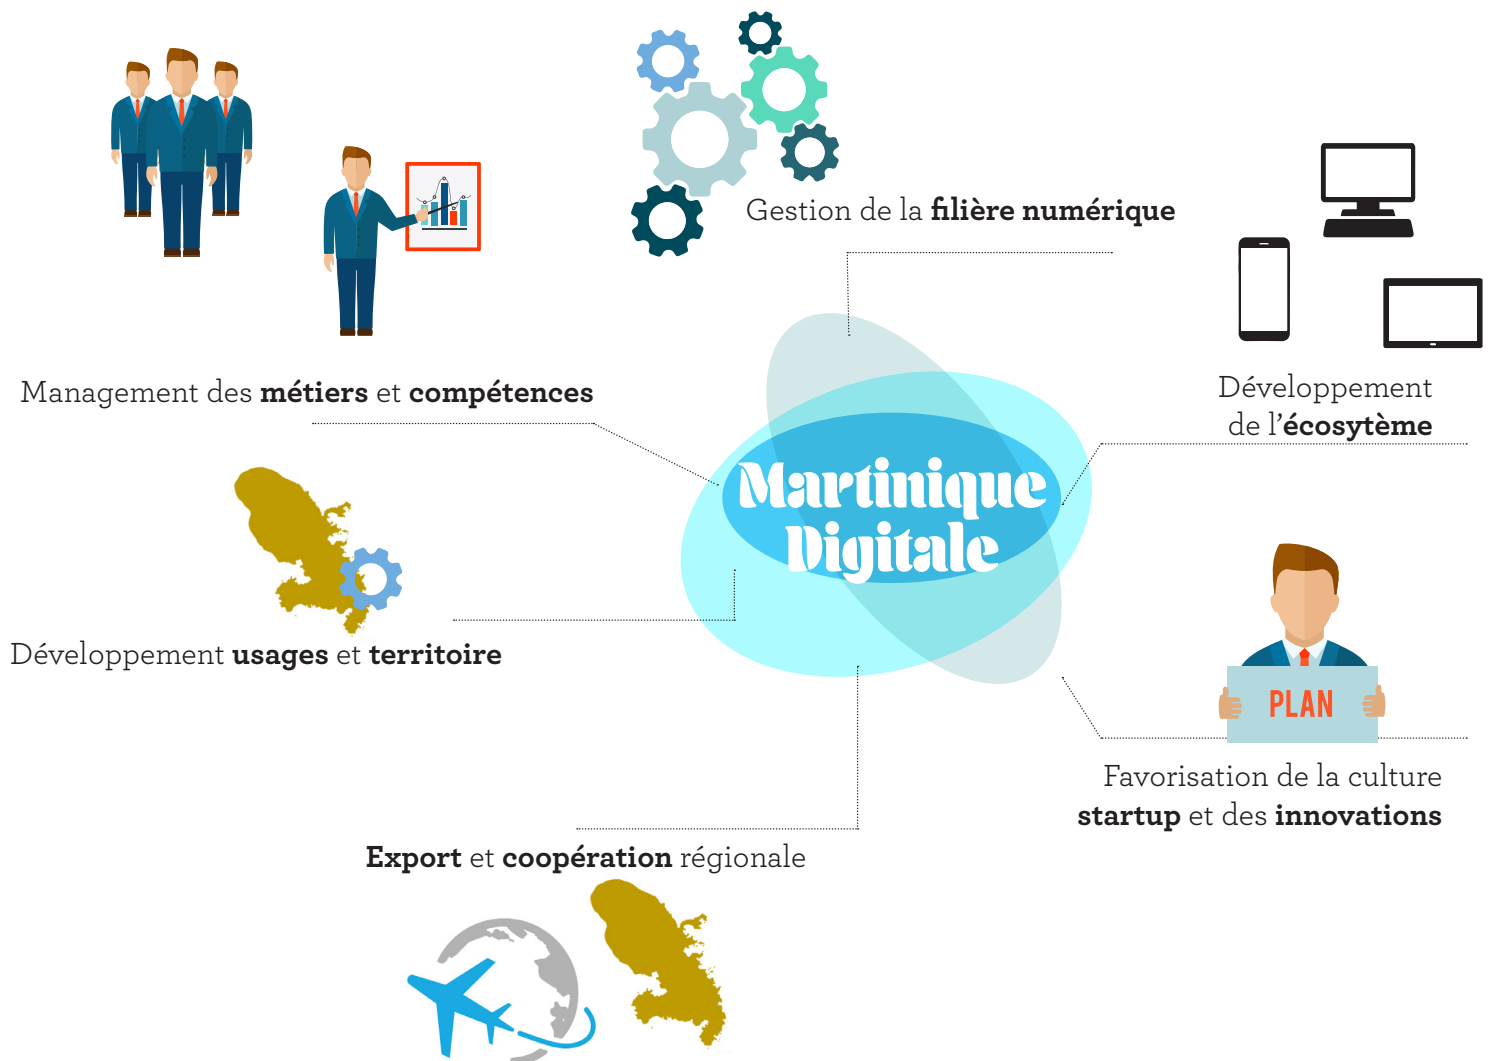 Gestion de la filière numérique
Management des métiers et compétences
Développement
de l'écosytème
Martinique
Digitale
Développement usages et territoire
PLAN
Favorisation de la culture
startup et des innovations
Export et coopération régionale